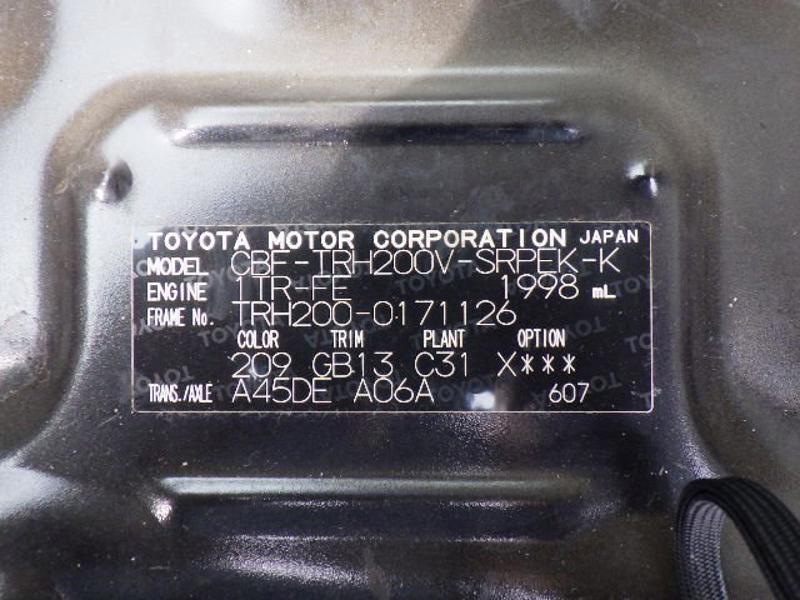 TOYOTA MOTOR CORPORATION JAPAN
MODEL CBF-TRH200V-SRPEK-K
ENGINE 1TR-FE 1998 mL
FRAME No. TRH200-0171126
COLOR TRIM PLANT OPTION
209 GB13 C31 X***
TRANS./AXLE A45DE A06A 607